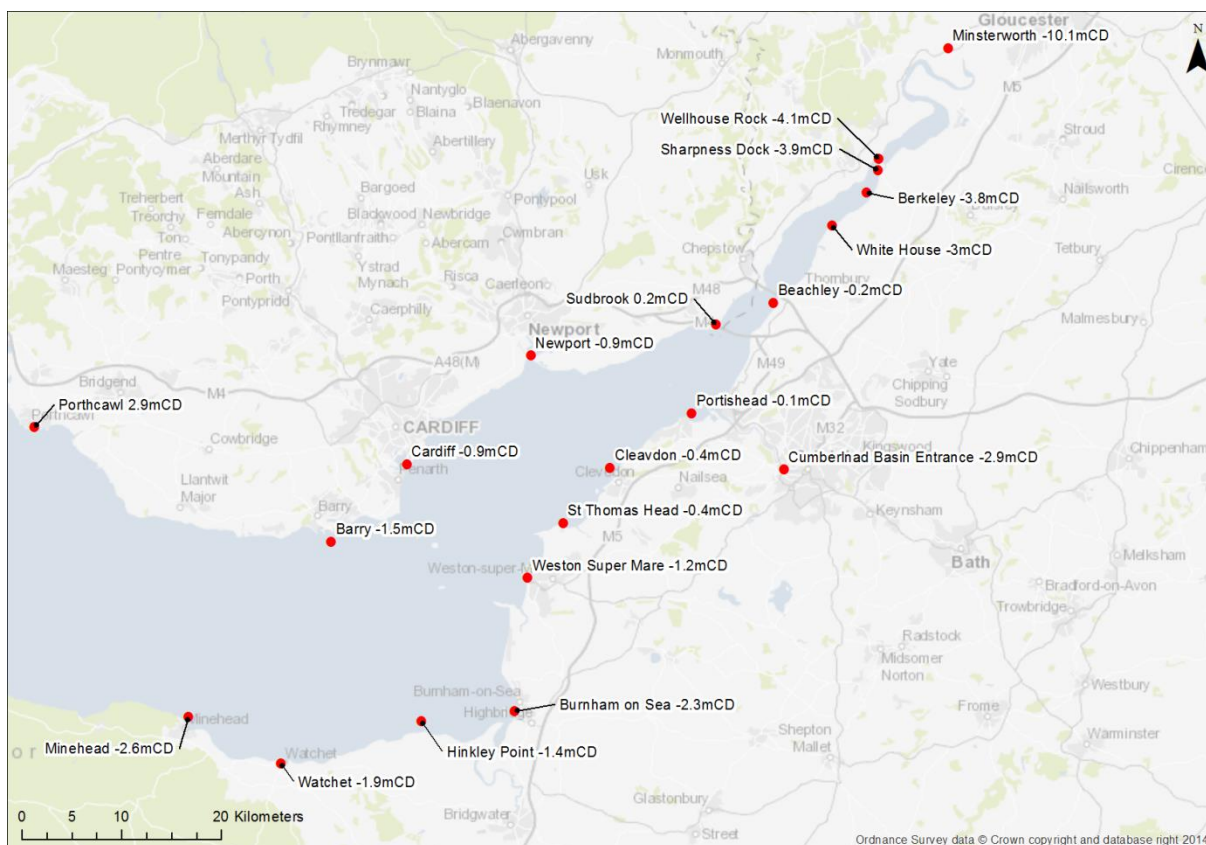 Gloucester
Minsterworth -10.1mCD
N
Abergavenny
Monmouth
Brynmawr
Nantyglo
Tredegar
Blaina
Blaenavon
Rhymney
Merthyr Tydfil
Abertillery
M5
Stroud
Wellhouse Rock -4.1mCD
Sharpness Dock -3.9mCD
Aberdare
Mountain
Ash
Usk
Cirence
Treherbert
Bargoed
Pontypool
Berkeley -3.8mCD
Nailsworth
Treorchy
Ferndale
Blackwood
Newbridge
Ton
Pentre
Abercynon
Pontllanfraith
Abercarn
Cwmbran
White House -3mCD
Tetbury
Chepstow
Tonypandy
Maesteg
Pontycymer
Porth
Ystrad
Mynach
Risca
Caerleon
Thornbury
M48
Pontypridd
Beachley -0.2mCD
Caerphilly
Sudbrook 0.2mCD
Malmesbury
Newport
Newport -0.9mCD
A48(M)
M49
Yate
Bridgend
M4
Chipping
Sodbury
Porthcawl 2.9mCD
Porthcawl
Portishead -0.1mCD
CARDIFF
M32
Cowbridge
Kingswood
Chippenham
Cardiff -0.9mCD
Penarth
Cleavdon -0.4mCD
Clevedon
Cumberlnad Basin Entrance -2.9mCD
Llantwit
Major
Nailsea
Barry
Keynsham
St Thomas Head -0.4mCD
Barry -1.5mCD
M5
Bath
Melksham
Weston-super-M
Weston Super Mare -1.2mCD
Bradford-on-Avon
Trowbridge
Radstock
Midsomer
Norton
Westbury
Burnham-on-Sea
Highbridge
Burnham on Sea -2.3mCD
Frome
Minehead
Shepton
Mallet
Warminster
Minehead -2.6mCD
Hinkley Point -1.4mCD
or
Watchet
Watchet -1.9mCD
Glastonbury
Bridgwater
Street
0 5 10 20 Kilometers
Ordnance Survey data © Crown copyright and database right 2014